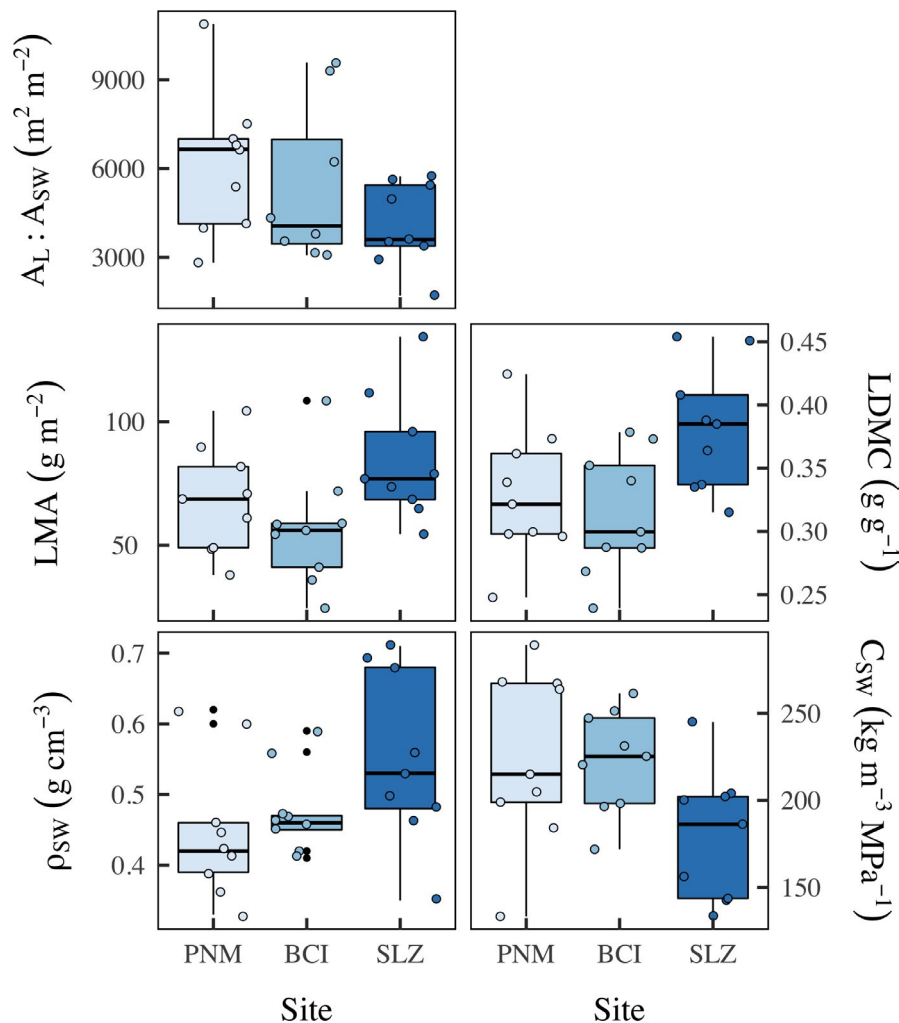 A_L : A_SW (m² m⁻²)
9000
6000
3000
LMA (g m⁻²)
100
50
0.45
0.40
0.35
0.30
0.25
LDMC (g g⁻¹)
ρ_SW (g cm⁻³)
0.7
0.6
0.5
0.4
250
200
150
C_SW (kg m⁻³ MPa⁻¹)
PNM BCI SLZ
PNM BCI SLZ
Site
Site